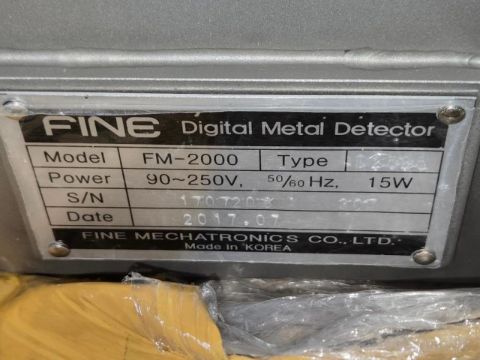 FINE Digital Metal Detector
Model FM-2000 Type
Power 90~250V, 50/60 Hz, 15W
S/N
Date 2017.07
FINE MECHATRONICS CO., LTD.
Made in KOREA